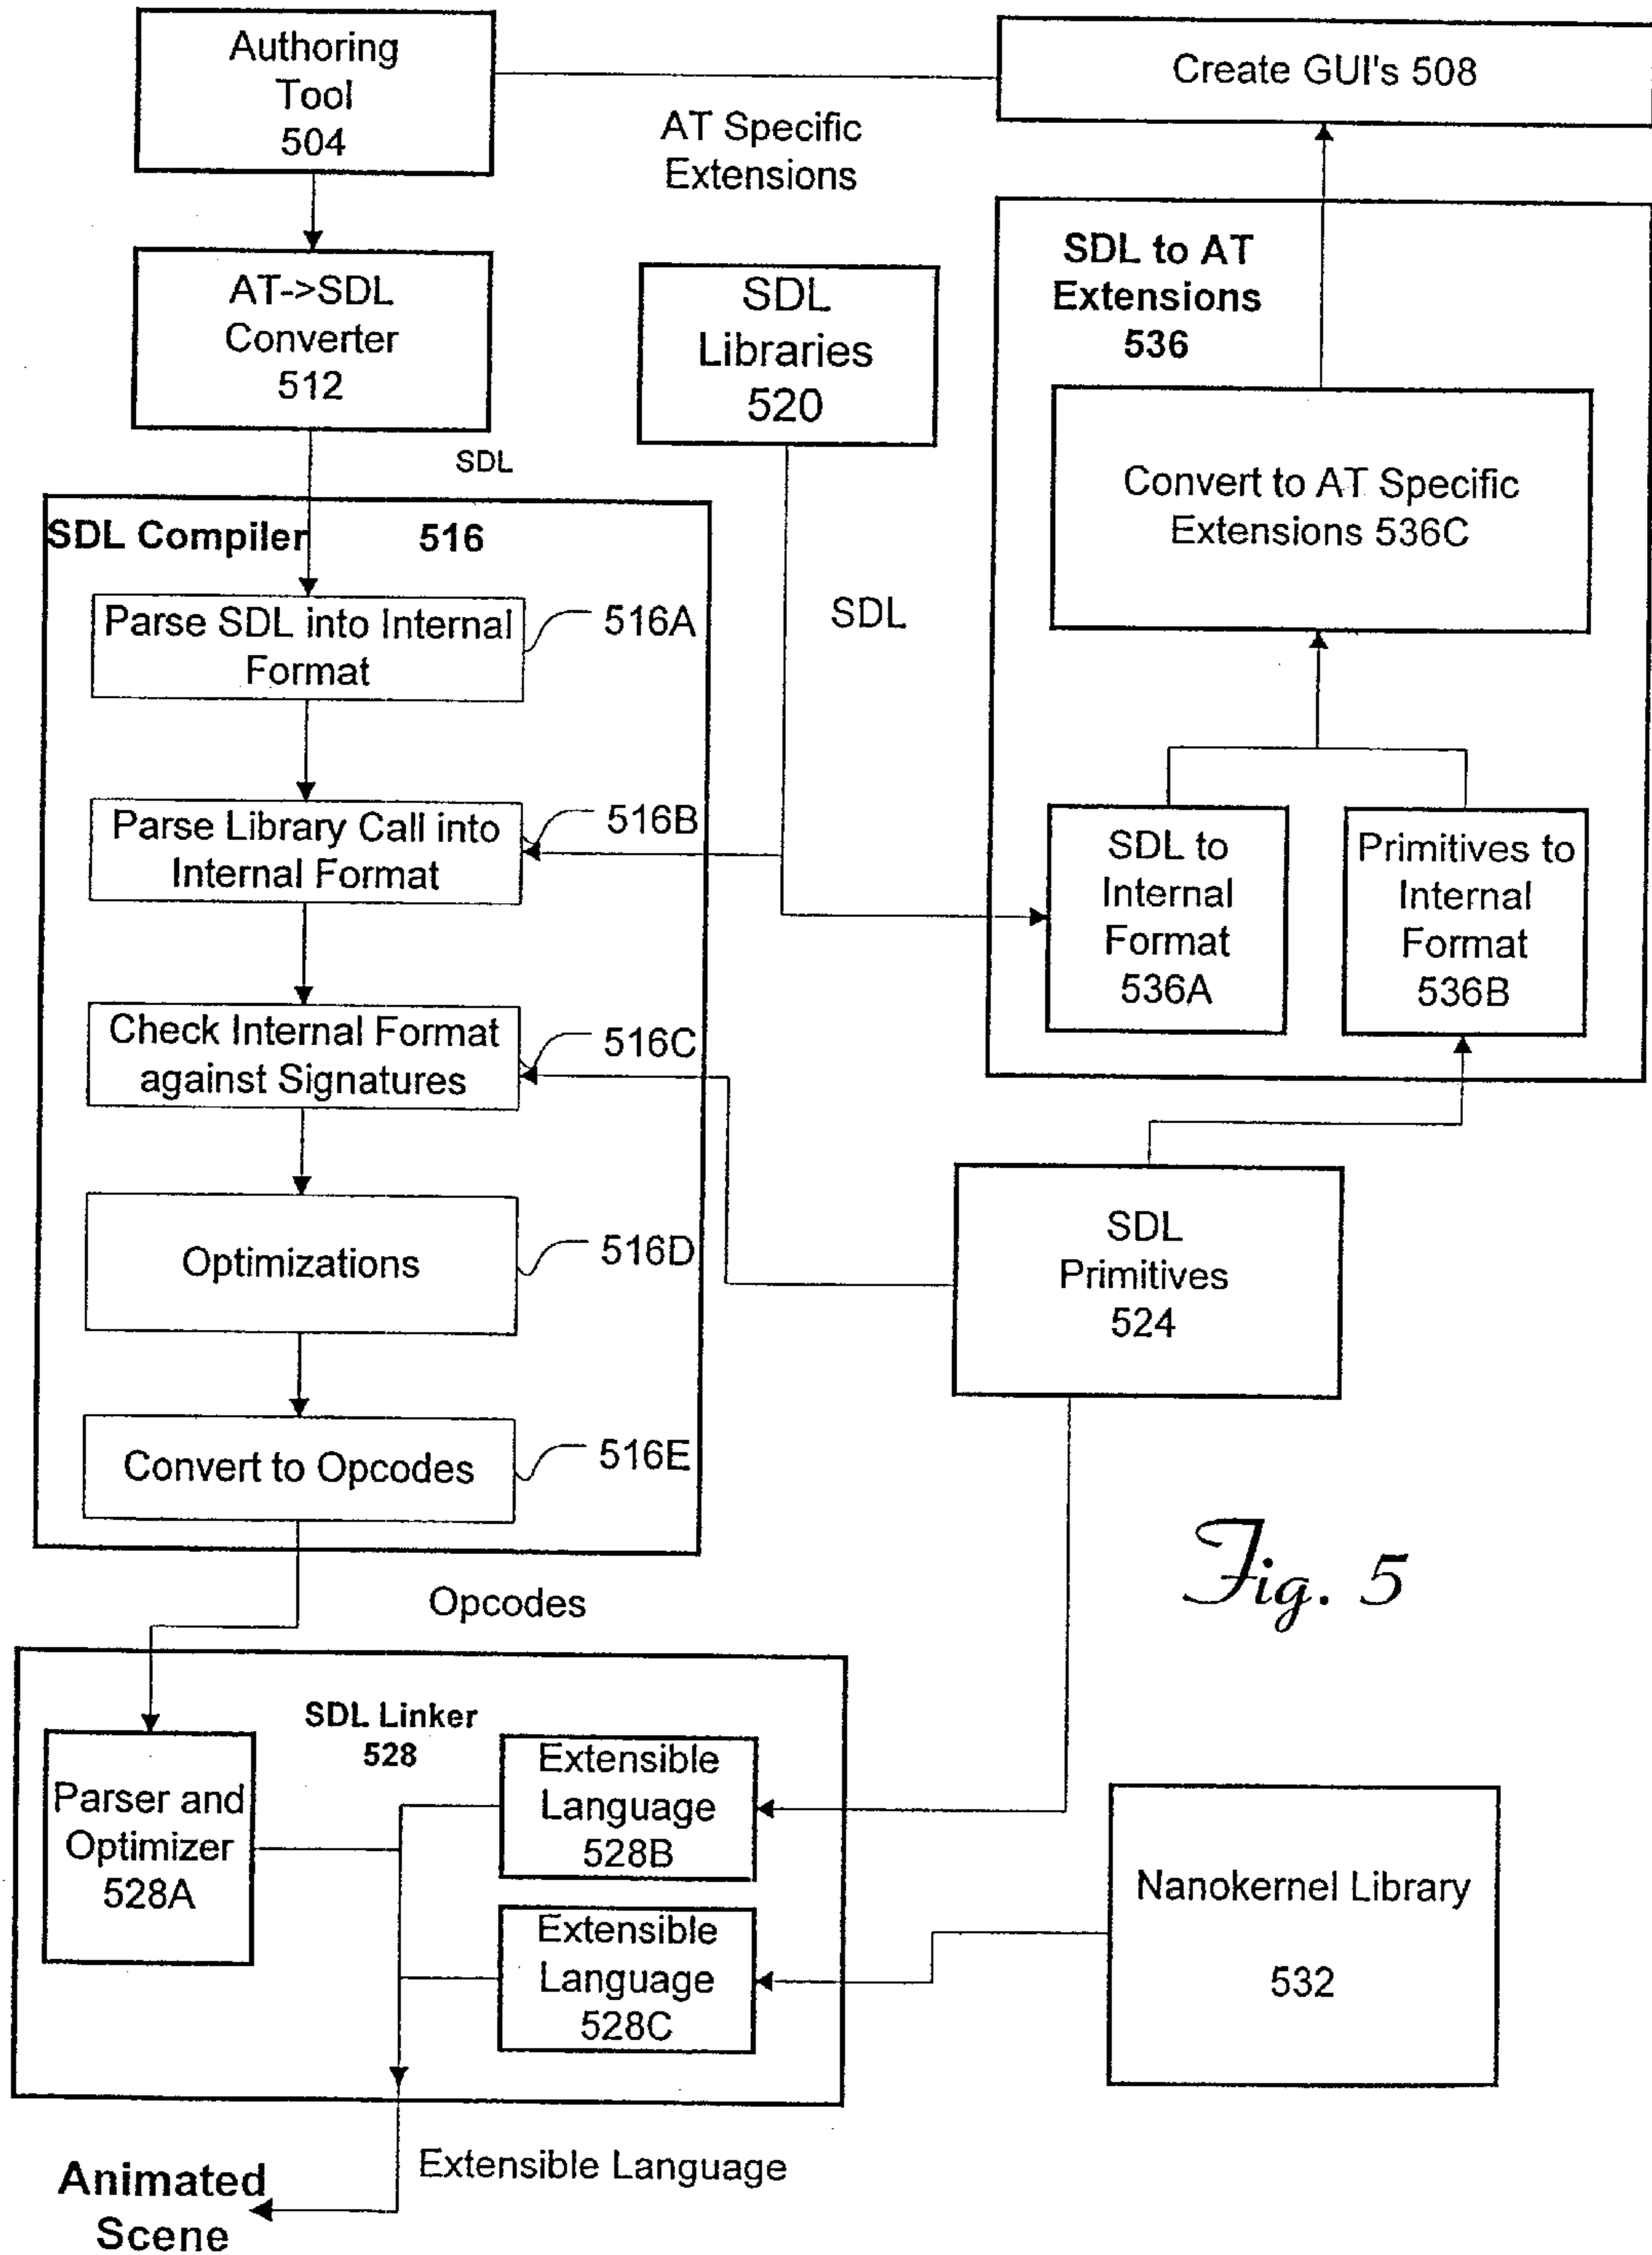 Authoring
Tool
504
Create GUI's 508
AT Specific
Extensions
AT->SDL
Converter
512
SDL
Libraries
520
SDL to AT
Extensions
536
Convert to AT Specific
Extensions 536C
SDL
SDL
SDL Compiler 516
Parse SDL into Internal
Format
516A
Parse Library Call into
Internal Format
516B
SDL to
Internal
Format
536A
Primitives to
Internal
Format
536B
Check Internal Format
against Signatures
516C
Optimizations
516D
SDL
Primitives
524
Convert to Opcodes
516E
Fig. 5
Opcodes
SDL Linker
528
Parser and
Optimizer
528A
Extensible
Language
528B
Extensible
Language
528C
Nanokernel Library
532
Extensible Language
Animated
Scene